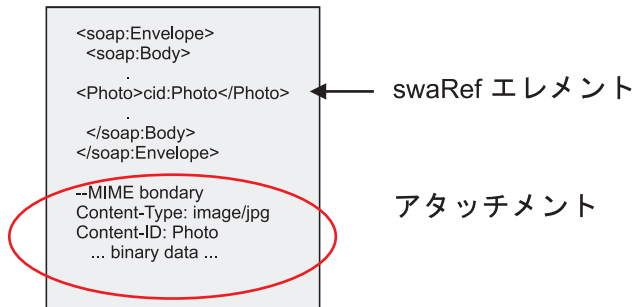 <soap:Envelope>
<soap:Body>
.
<Photo>cid:Photo</Photo>
.
</soap:Body>
</soap:Envelope>
--MIME bondary
Content-Type: image/jpg
Content-ID: Photo
... binary data ...
swaRef エレメント
アタッチメント